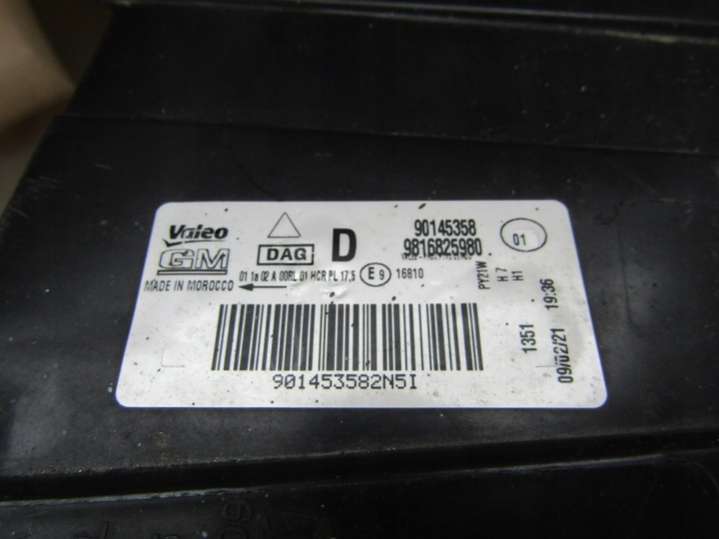 Valeo
GM
MADE IN MOROCCO
DAG
D
90145358
9816825980
01
01 1a 02 A 00RL 01 HCR PL 17,5
E 9
16810
PY21W
H7
H1
1351
09/02/21 19:36
901453582N5I